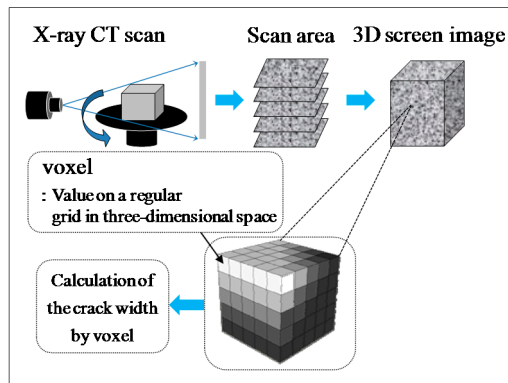 X-ray CT scan
Scan area
3D screen image
voxel
: Value on a regular
grid in three-dimensional space
Calculation of
the crack width
by voxel